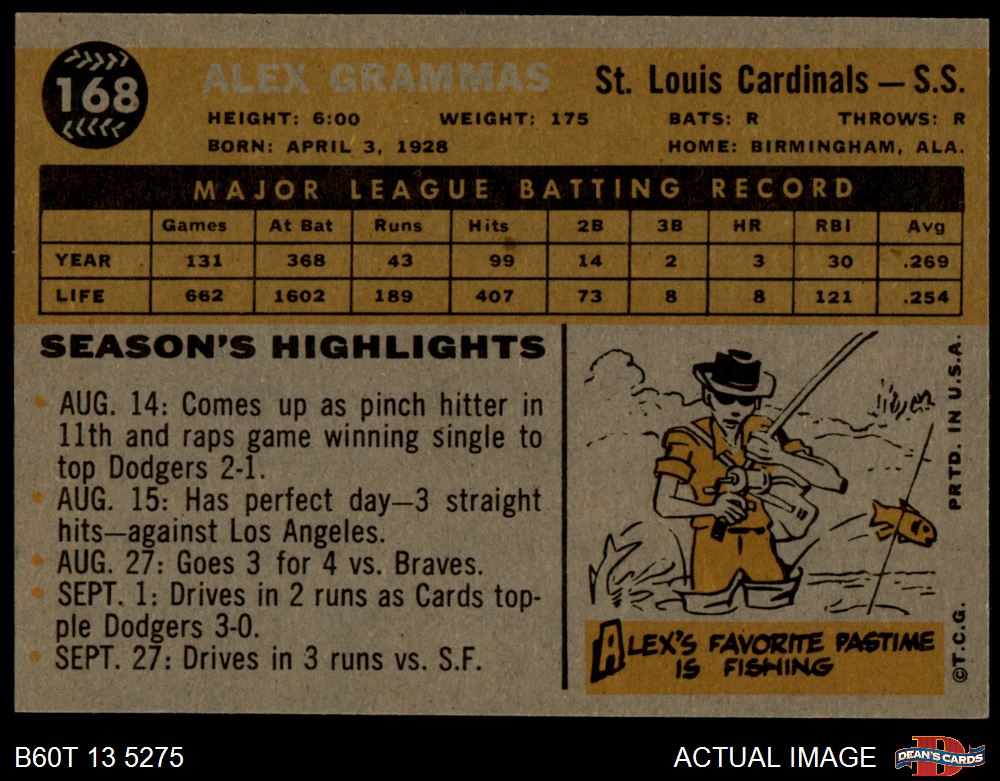 168
ALEX GRAMMAS St. Louis Cardinals — S.S.
HEIGHT: 6:00 WEIGHT: 175 BATS: R THROWS: R
BORN: APRIL 3, 1928 HOME: BIRMINGHAM, ALA.
MAJOR LEAGUE BATTING RECORD
Games At Bat Runs Hits 2B 3B HR RBI Avg
YEAR 131 368 43 99 14 2 3 30 .269
LIFE 662 1602 189 407 73 8 8 121 .254
SEASON'S HIGHLIGHTS
AUG. 14: Comes up as pinch hitter in
11th and raps game winning single to
top Dodgers 2-1.
AUG. 15: Has perfect day—3 straight
hits—against Los Angeles.
AUG. 27: Goes 3 for 4 vs. Braves.
SEPT. 1: Drives in 2 runs as Cards top-
ple Dodgers 3-0.
SEPT. 27: Drives in 3 runs vs. S.F.
ALEX'S FAVORITE PASTIME
IS FISHING
©T.C.G. PRTD. IN U.S.A.
B60T 13 5275 ACTUAL IMAGE
D
DEAN'S CARDS